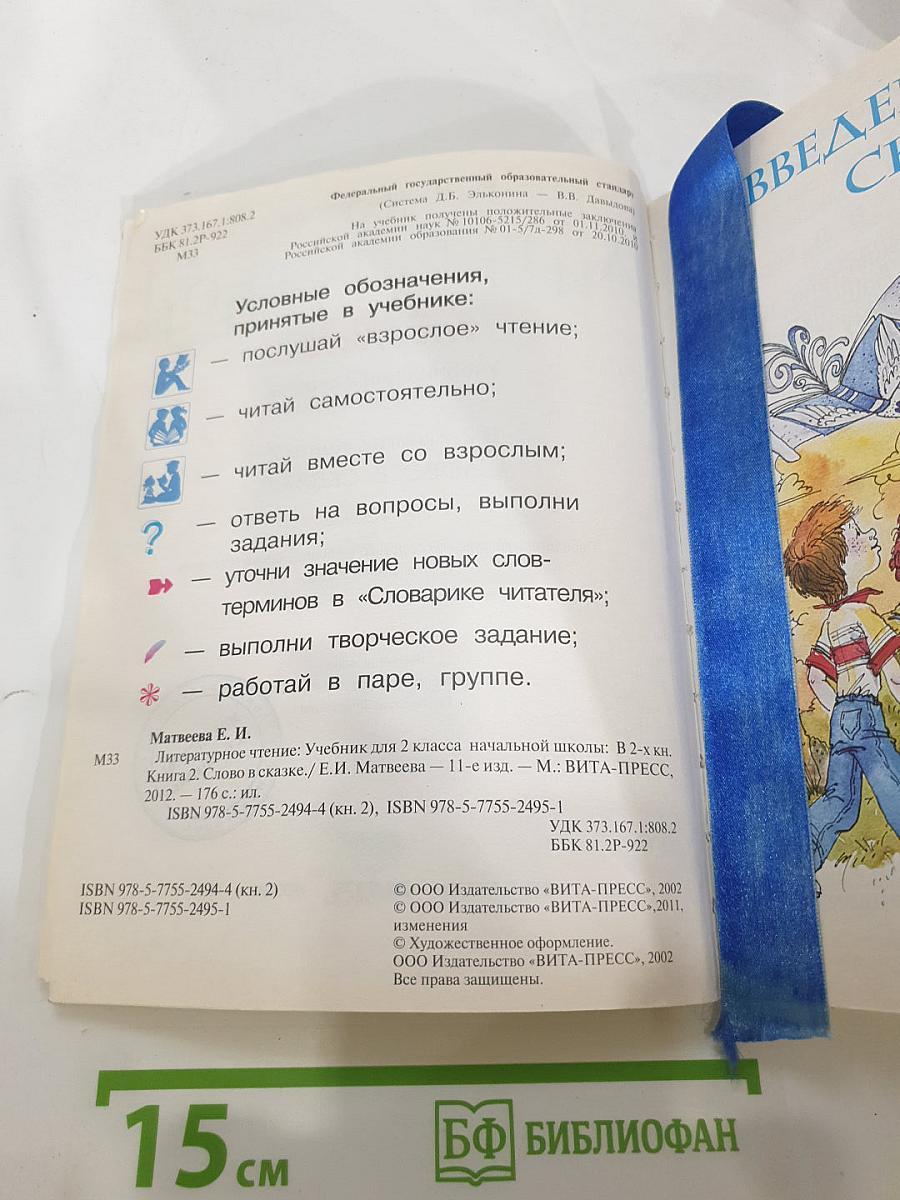 Федеральный государственный образовательный стандарт
(Система Д.Б. Эльконина — В.В. Давыдова)
На учебник получены положительные заключения
Российской академии наук № 10106-5215/286 от 01.11.2010. и
Российской академии образования № 01-5/7д-298 от 20.10.2010
УДК 373.167.1:808.2
ББК 81.2Р-922
М33
Условные обозначения,
принятые в учебнике:
— послушай «взрослое» чтение;
— читай самостоятельно;
— читай вместе со взрослым;
? — ответь на вопросы, выполни
задания;
— уточни значение новых слов-
терминов в «Словарике читателя»;
— выполни творческое задание;
— работай в паре, группе.
Матвеева Е. И.
М33 Литературное чтение: Учебник для 2 класса начальной школы: В 2-х кн.
Книга 2. Слово в сказке./ Е.И. Матвеева — 11-е изд. — М.: ВИТА-ПРЕСС,
2012. — 176 с.: ил.
ISBN 978-5-7755-2494-4 (кн. 2), ISBN 978-5-7755-2495-1
УДК 373.167.1:808.2
ББК 81.2Р-922
ISBN 978-5-7755-2494-4 (кн. 2)
ISBN 978-5-7755-2495-1
© ООО Издательство «ВИТА-ПРЕСС», 2002
© ООО Издательство «ВИТА-ПРЕСС»,2011,
изменения
© Художественное оформление.
ООО Издательство «ВИТА-ПРЕСС», 2002
Все права защищены.
15 см
БФ БИБЛИОФАН